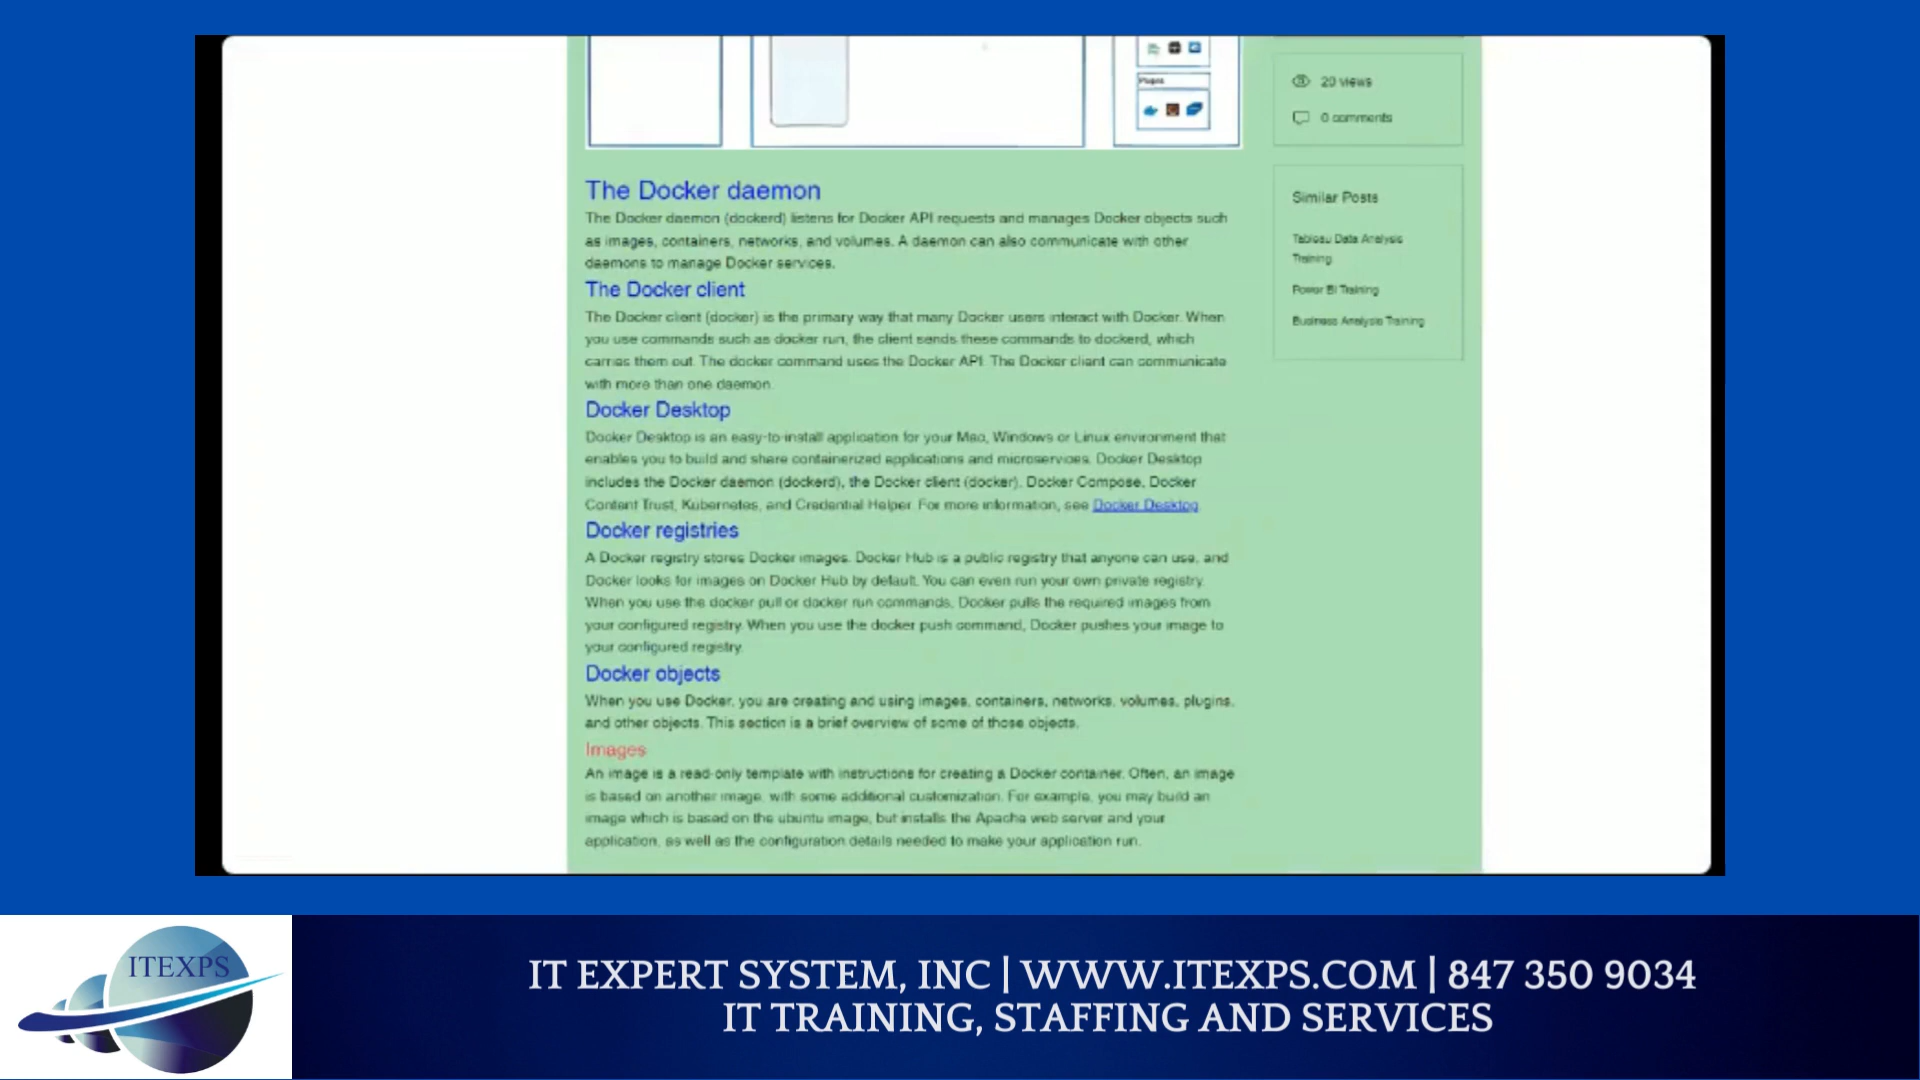 Plugins
20 views
0 comments
The Docker daemon
The Docker daemon (dockerd) listens for Docker API requests and manages Docker objects such
as images, containers, networks, and volumes. A daemon can also communicate with other
daemons to manage Docker services.
The Docker client
The Docker client (docker) is the primary way that many Docker users interact with Docker. When
you use commands such as docker run, the client sends these commands to dockerd, which
carries them out. The docker command uses the Docker API. The Docker client can communicate
with more than one daemon.
Docker Desktop
Docker Desktop is an easy-to-install application for your Mac, Windows or Linux environment that
enables you to build and share containerized applications and microservices. Docker Desktop
includes the Docker daemon (dockerd), the Docker client (docker), Docker Compose, Docker
Content Trust, Kubernetes, and Credential Helper. For more information, see Docker Desktop.
Docker registries
A Docker registry stores Docker images. Docker Hub is a public registry that anyone can use, and
Docker looks for images on Docker Hub by default. You can even run your own private registry.
When you use the docker pull or docker run commands, Docker pulls the required images from
your configured registry. When you use the docker push command, Docker pushes your image to
your configured registry.
Docker objects
When you use Docker, you are creating and using images, containers, networks, volumes, plugins,
and other objects. This section is a brief overview of some of those objects.
Images
An image is a read-only template with instructions for creating a Docker container. Often, an image
is based on another image, with some additional customization. For example, you may build an
image which is based on the ubuntu image, but installs the Apache web server and your
application, as well as the configuration details needed to make your application run.
Similar Posts
Tableau Data Analysis
Training
Power BI Training
Business Analysis Training
ITEXPS
IT EXPERT SYSTEM, INC | WWW.ITEXPS.COM | 847 350 9034
IT TRAINING, STAFFING AND SERVICES